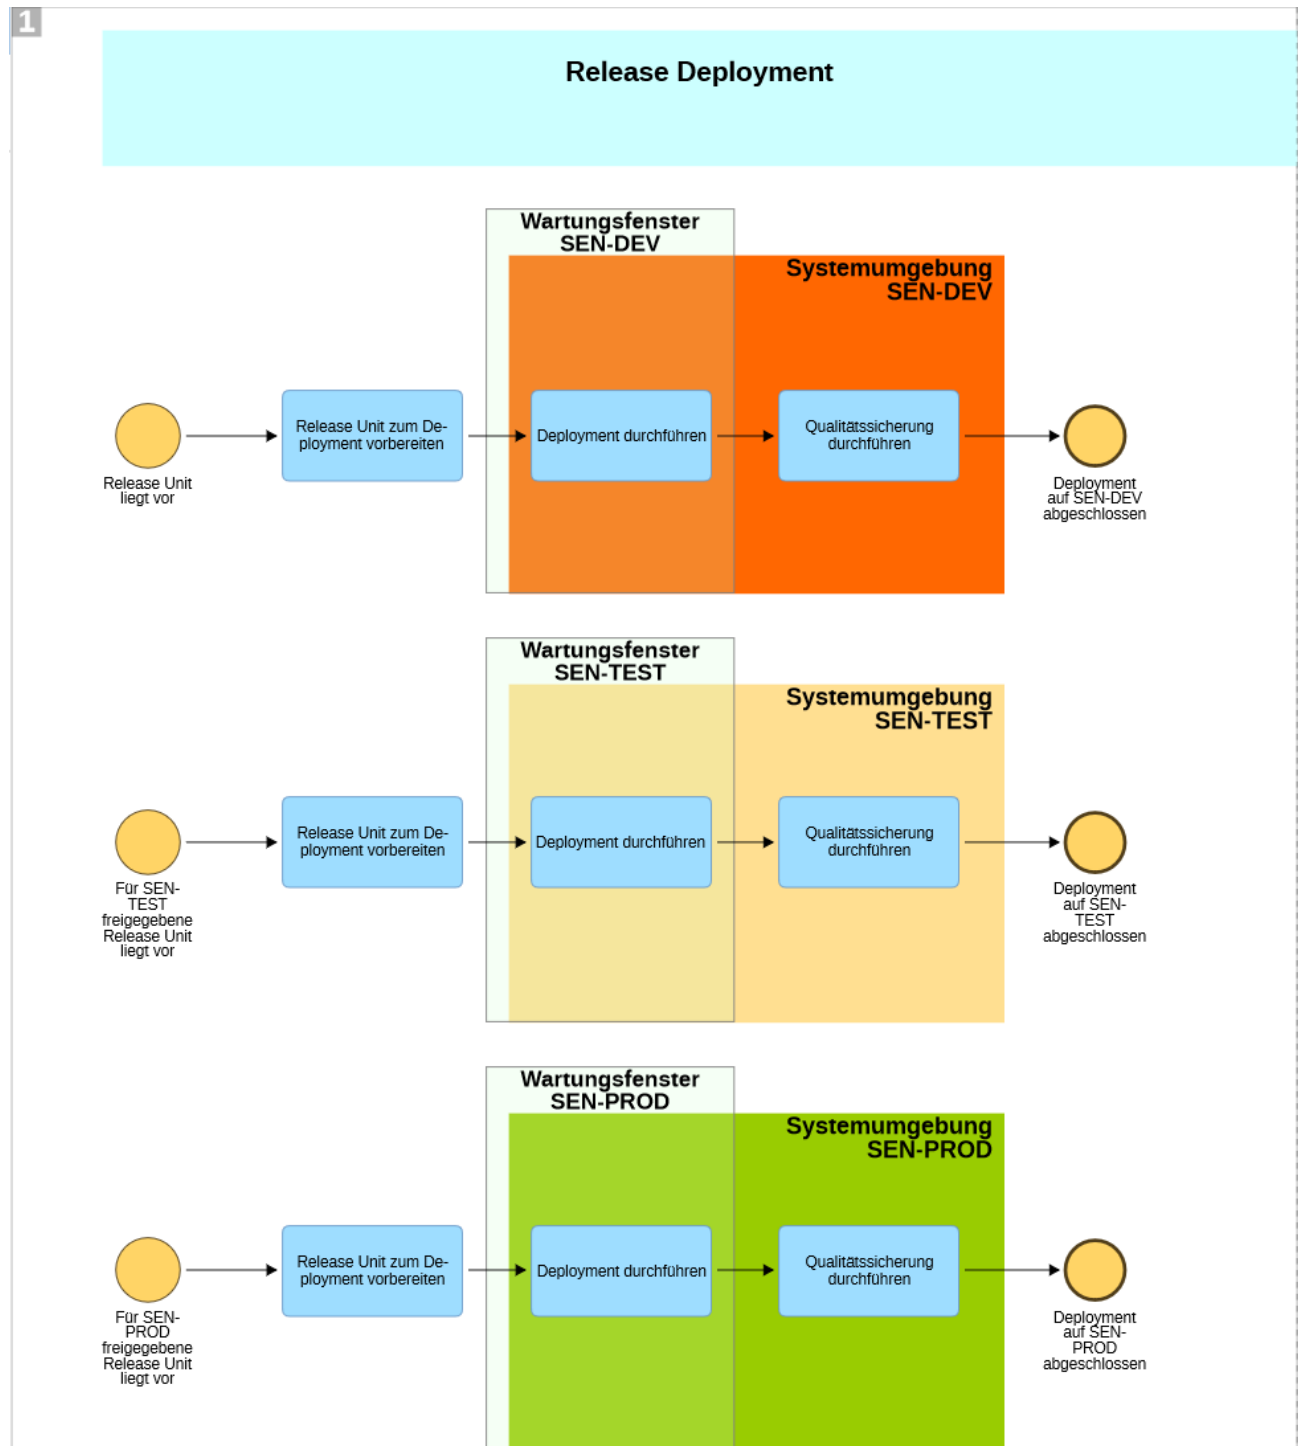 1
Release Deployment
Wartungsfenster
SEN-DEV
Systemumgebung
SEN-DEV
Release Unit zum De-
ployment vorbereiten
Deployment durchführen
Qualitätssicherung
durchführen
Release Unit
liegt vor
Deployment
auf SEN-DEV
abgeschlossen
Wartungsfenster
SEN-TEST
Systemumgebung
SEN-TEST
Release Unit zum De-
ployment vorbereiten
Deployment durchführen
Qualitätssicherung
durchführen
Für SEN-
TEST
freigegebene
Release Unit
liegt vor
Deployment
auf SEN-
TEST
abgeschlossen
Wartungsfenster
SEN-PROD
Systemumgebung
SEN-PROD
Release Unit zum De-
ployment vorbereiten
Deployment durchführen
Qualitätssicherung
durchführen
Für SEN-
PROD
freigegebene
Release Unit
liegt vor
Deployment
auf SEN-
PROD
abgeschlossen